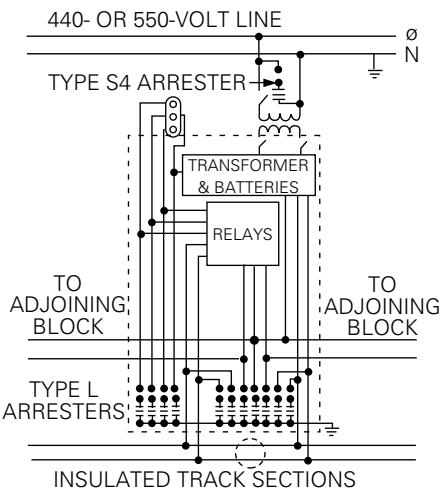 440- OR 550-VOLT LINE
ø
N
TYPE S4 ARRESTER
TRANSFORMER
& BATTERIES
RELAYS
TO
ADJOINING
BLOCK
TO
ADJOINING
BLOCK
TYPE L
ARRESTERS
INSULATED TRACK SECTIONS